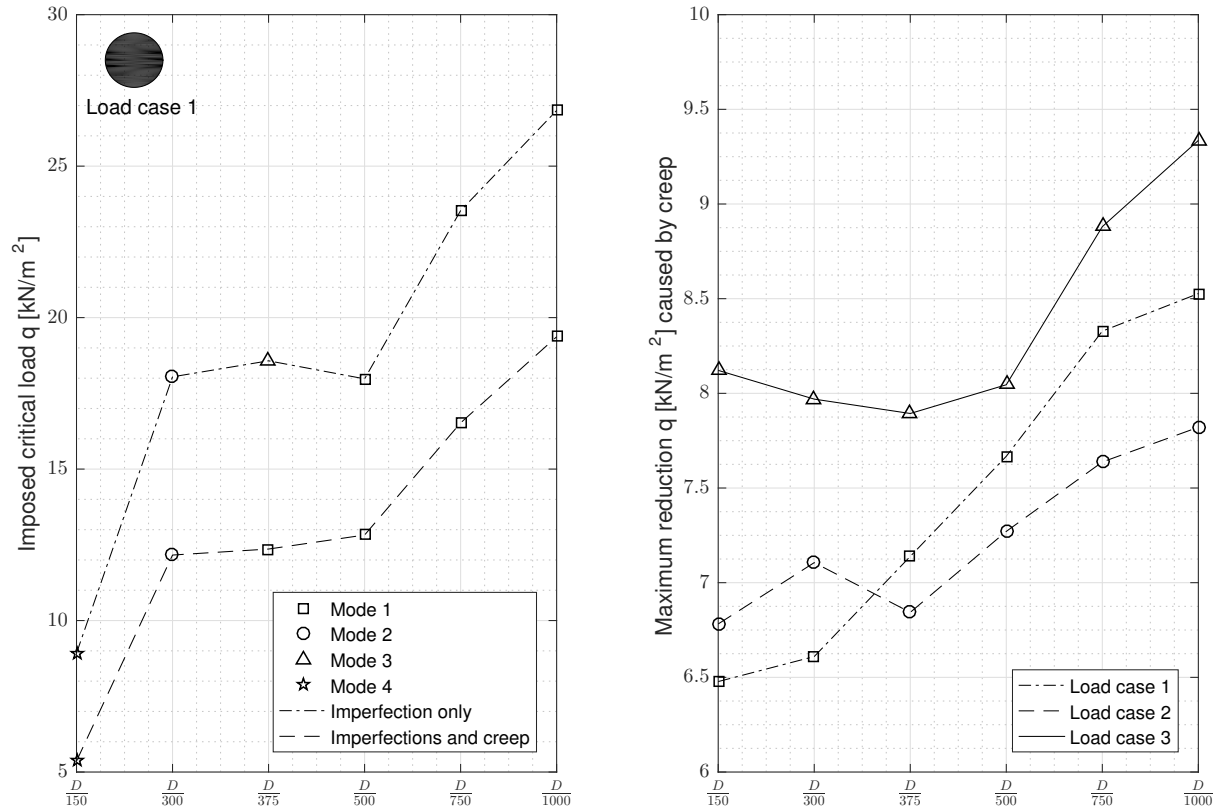 Load case 1
Imposed critical load q [kN/m²]
30
25
20
15
10
5
D/150
D/300
D/375
D/500
D/750
D/1000
Mode 1
Mode 2
Mode 3
Mode 4
Imperfection only
Imperfections and creep
Maximum reduction q [kN/m²] caused by creep
10
9.5
9
8.5
8
7.5
7
6.5
6
D/150
D/300
D/375
D/500
D/750
D/1000
Load case 1
Load case 2
Load case 3